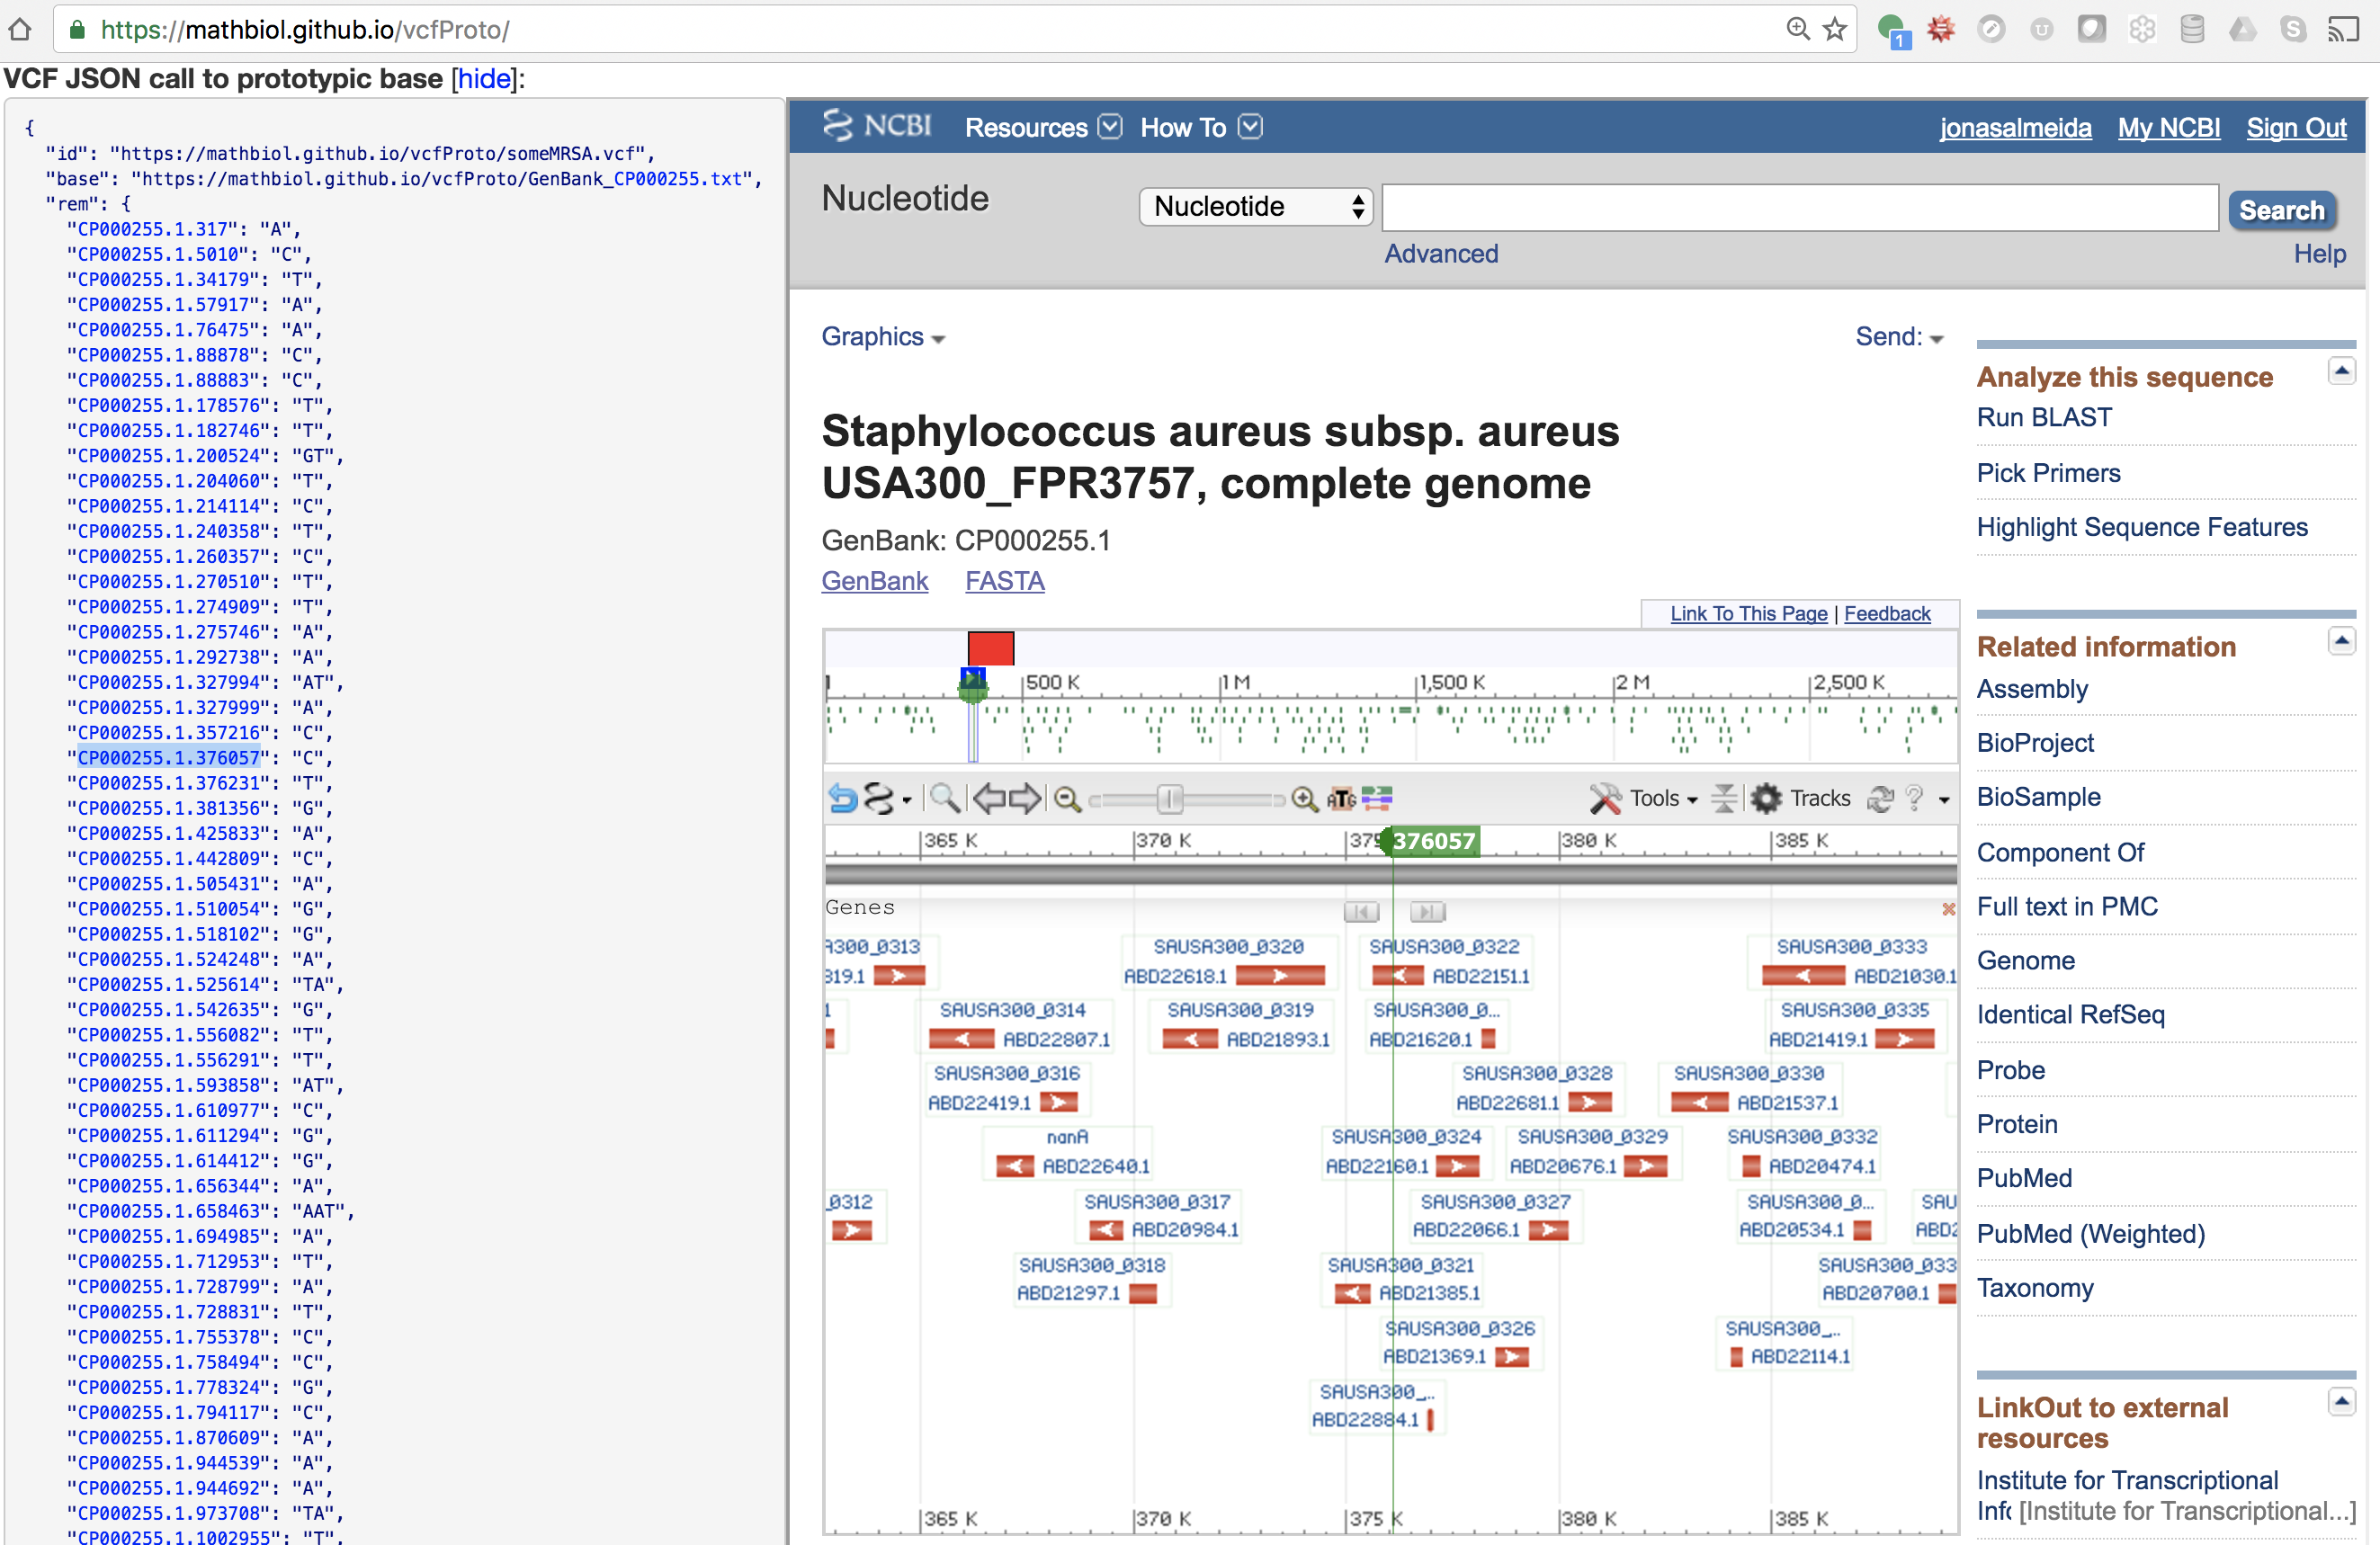 https://mathbiol.github.io/vcfProto/
1
VCF JSON call to prototypic base [hide]:
{
"id": "https://mathbiol.github.io/vcfProto/someMRSA.vcf",
"base": "https://mathbiol.github.io/vcfProto/GenBank_CP000255.txt",
"rem": {
"CP000255.1.317": "A",
"CP000255.1.5010": "C",
"CP000255.1.34179": "T",
"CP000255.1.57917": "A",
"CP000255.1.76475": "A",
"CP000255.1.88878": "C",
"CP000255.1.88883": "C",
"CP000255.1.178576": "T",
"CP000255.1.182746": "T",
"CP000255.1.200524": "GT",
"CP000255.1.204060": "T",
"CP000255.1.214114": "C",
"CP000255.1.240358": "T",
"CP000255.1.260357": "C",
"CP000255.1.270510": "T",
"CP000255.1.274909": "T",
"CP000255.1.275746": "A",
"CP000255.1.292738": "A",
"CP000255.1.327994": "AT",
"CP000255.1.327999": "A",
"CP000255.1.357216": "C",
"CP000255.1.376057": "C",
"CP000255.1.376231": "T",
"CP000255.1.381356": "G",
"CP000255.1.425833": "A",
"CP000255.1.442809": "C",
"CP000255.1.505431": "A",
"CP000255.1.510054": "G",
"CP000255.1.518102": "G",
"CP000255.1.524248": "A",
"CP000255.1.525614": "TA",
"CP000255.1.542635": "G",
"CP000255.1.556082": "T",
"CP000255.1.556291": "T",
"CP000255.1.593858": "AT",
"CP000255.1.610977": "C",
"CP000255.1.611294": "G",
"CP000255.1.614412": "G",
"CP000255.1.656344": "A",
"CP000255.1.658463": "AAT",
"CP000255.1.694985": "A",
"CP000255.1.712953": "T",
"CP000255.1.728799": "A",
"CP000255.1.728831": "T",
"CP000255.1.755378": "C",
"CP000255.1.758494": "C",
"CP000255.1.778324": "G",
"CP000255.1.794117": "C",
"CP000255.1.870609": "A",
"CP000255.1.944539": "A",
"CP000255.1.944692": "A",
"CP000255.1.973708": "TA",
"CP000255.1.1002955": "T",
NCBI Resources How To jonasalmeida My NCBI Sign Out
Nucleotide Nucleotide Search
Advanced Help
Graphics Send:
Staphylococcus aureus subsp. aureus
USA300_FPR3757, complete genome
GenBank: CP000255.1
GenBank FASTA
Link To This Page | Feedback
500 K 1 M 1,500 K 2 M 2,500 K
ATG Tools Tracks ?
365 K 370 K 375 376057 380 K 385 K
Genes
A300_0313 SAUSA300_0320 SAUSA300_0322 SAUSA300_0333
819.1 ABD22618.1 ABD22151.1 ABD21030.1
1 SAUSA300_0314 SAUSA300_0319 SAUSA300_0... SAUSA300_0335
ABD22807.1 ABD21893.1 ABD21620.1 ABD21419.1
SAUSA300_0316 SAUSA300_0328 SAUSA300_0330
ABD22419.1 ABD22681.1 ABD21537.1
nanA SAUSA300_0324 SAUSA300_0329 SAUSA300_0332
ABD22640.1 ABD22160.1 ABD20676.1 ABD20474.1
_0312 SAUSA300_0317 SAUSA300_0327 SAUSA300_0... SAU
ABD20984.1 ABD22066.1 ABD20534.1 ABD2
SAUSA300_0318 SAUSA300_0321 SAUSA300_033
ABD21297.1 ABD21385.1 ABD20700.1
SAUSA300_0326 SAUSA300_...
ABD21369.1 ABD22114.1
SAUSA300_...
ABD22884.1
365 K 370 K 375 K 380 K 385 K
Analyze this sequence
Run BLAST
Pick Primers
Highlight Sequence Features
Related information
Assembly
BioProject
BioSample
Component Of
Full text in PMC
Genome
Identical RefSeq
Probe
Protein
PubMed
PubMed (Weighted)
Taxonomy
LinkOut to external
resources
Institute for Transcriptional
Info [Institute for Transcriptional...]